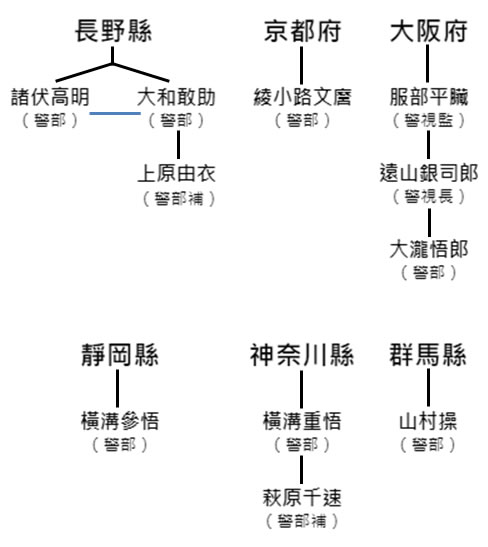 長野縣
諸伏高明
（警部）
大和敢助
（警部）
上原由衣
（警部補）
京都府
綾小路文麿
（警部）
大阪府
服部平臟
（警視監）
遠山銀司郎
（警視長）
大瀧悟郎
（警部）
靜岡縣
橫溝參悟
（警部）
神奈川縣
橫溝重悟
（警部）
萩原千速
（警部補）
群馬縣
山村操
（警部）